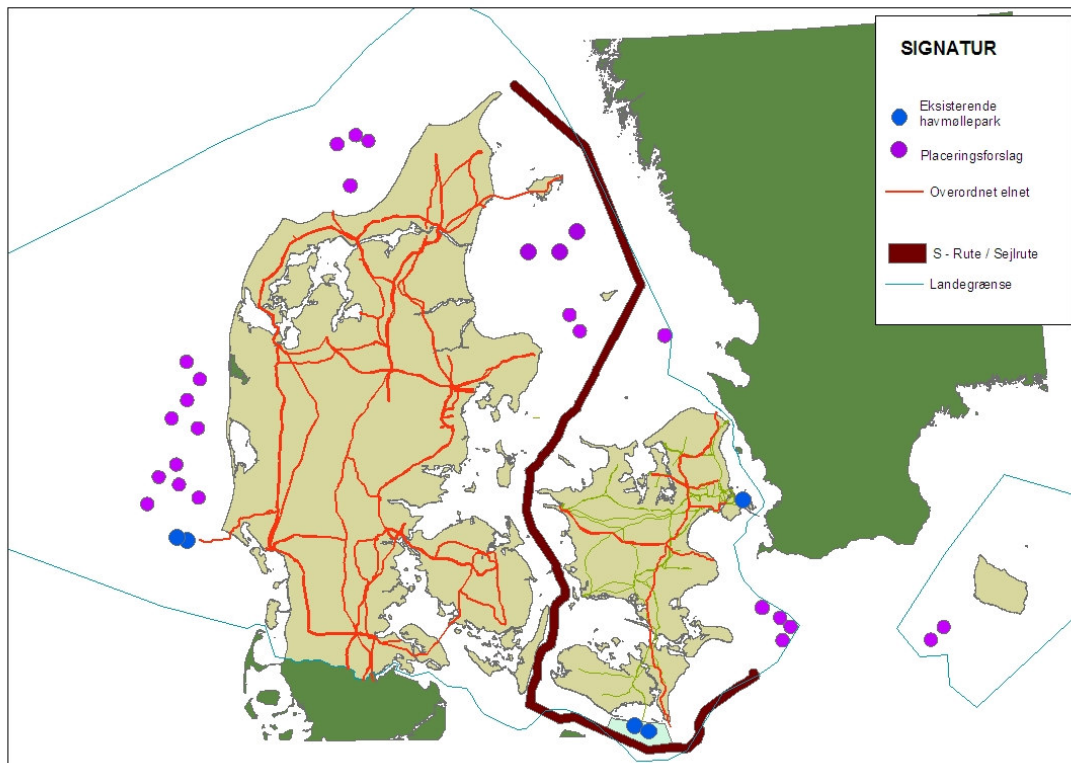 SIGNATUR
Eksisterende
havmøllepark
Placeringsforslag
Overordnet elnet
S - Rute / Sejlrute
Landegrænse